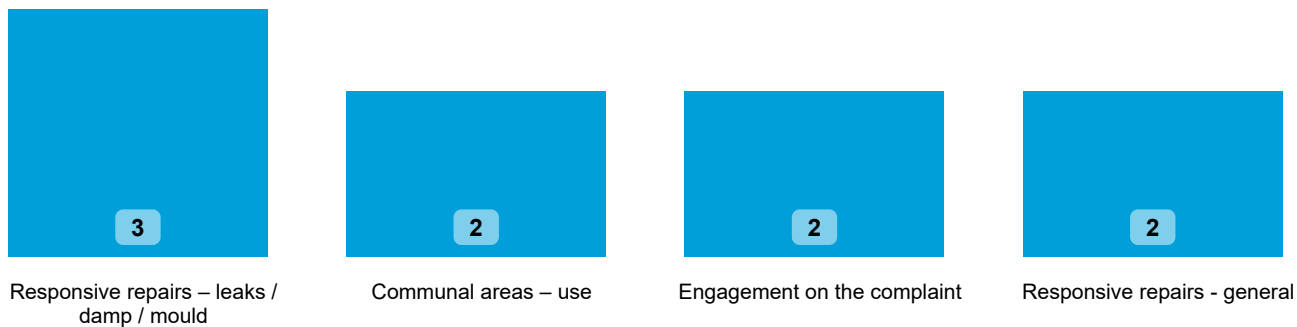 3
2
2
2
Responsive repairs – leaks /
damp / mould
Communal areas – use
Engagement on the complaint
Responsive repairs - general